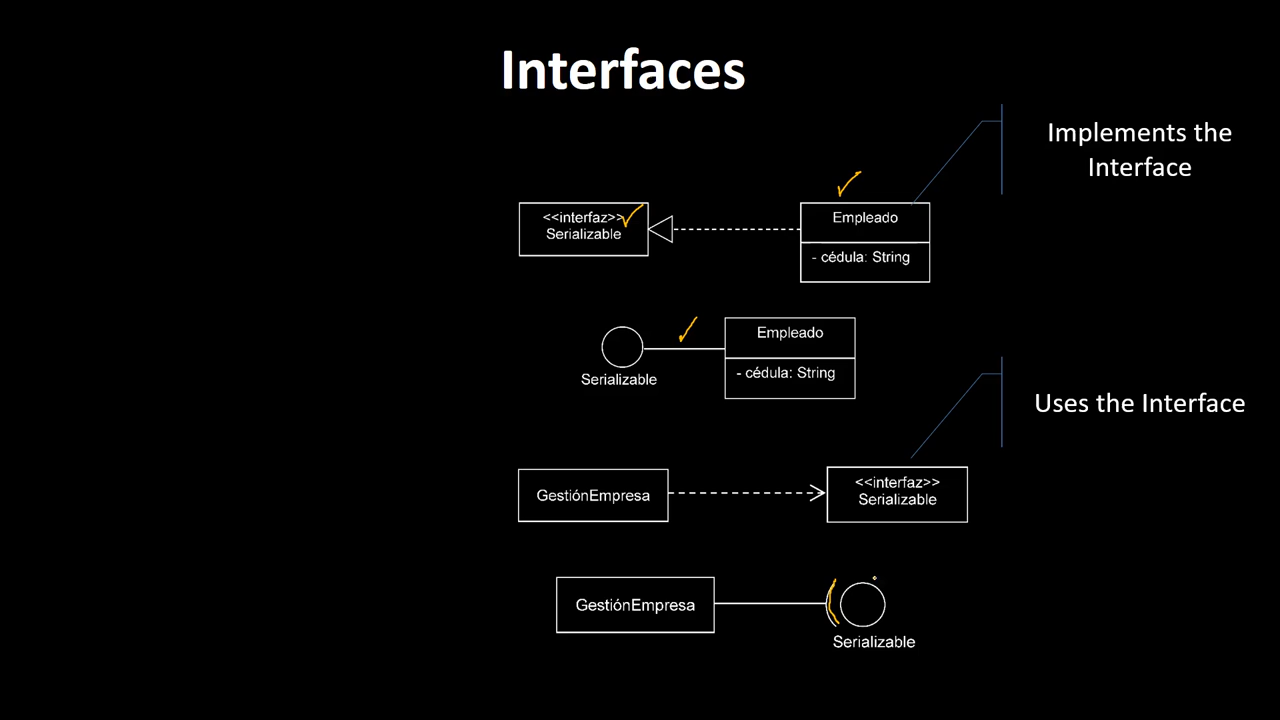 Interfaces
Implements the
Interface
<<interfaz>>
Serializable
Empleado
- cédula: String
Serializable
Empleado
- cédula: String
Uses the Interface
GestiónEmpresa
<<interfaz>>
Serializable
GestiónEmpresa
Serializable